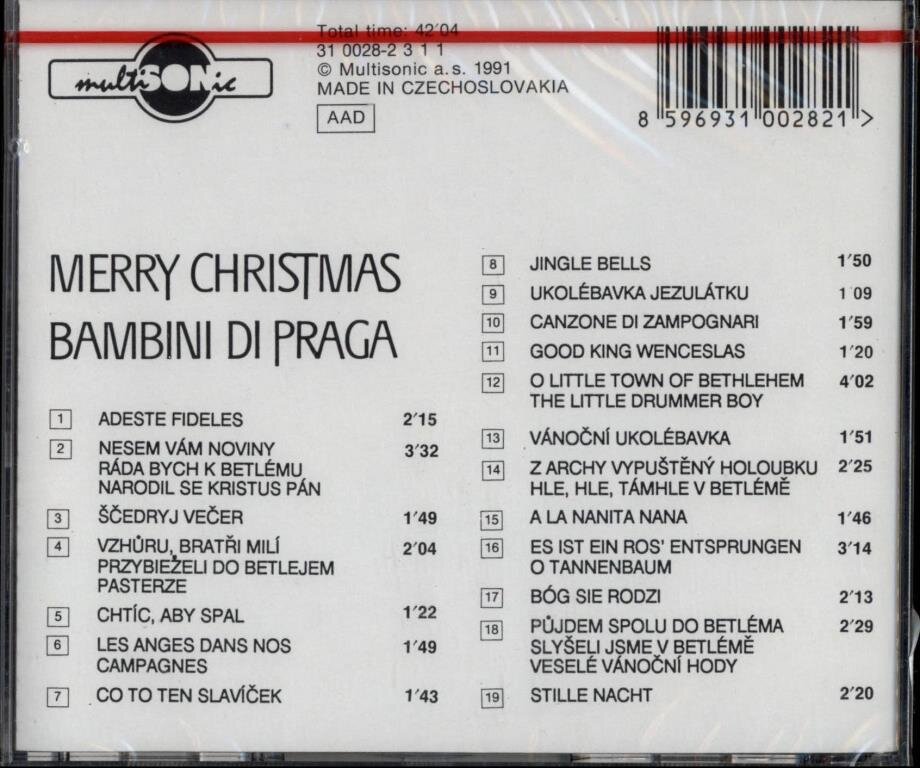 multiSONic
Total time: 42'04
31 0028-2 3 1 1
© Multisonic a.s. 1991
MADE IN CZECHOSLOVAKIA
AAD
8 596931 002821 >
MERRY CHRISTMAS
BAMBINI DI PRAGA
1 ADESTE FIDELES 2'15
2 NESEM VÁM NOVINY 3'32
RÁDA BYCH K BETLÉMU
NARODIL SE KRISTUS PÁN
3 ŠČEDRYJ VEČER 1'49
4 VZHŮRU, BRATŘI MILÍ 2'04
PRZYBIEŽELI DO BETLEJEM
PASTERZE
5 CHTÍC, ABY SPAL 1'22
6 LES ANGES DANS NOS 1'49
CAMPAGNES
7 CO TO TEN SLAVÍČEK 1'43
8 JINGLE BELLS 1'50
9 UKOLÉBAVKA JEZULÁTKU 1'09
10 CANZONE DI ZAMPOGNARI 1'59
11 GOOD KING WENCESLAS 1'20
12 O LITTLE TOWN OF BETHLEHEM 4'02
THE LITTLE DRUMMER BOY
13 VÁNOČNÍ UKOLÉBAVKA 1'51
14 Z ARCHY VYPUŠTĚNÝ HOLOUBKU 2'25
HLE, HLE, TÁMHLE V BETLÉMĚ
15 A LA NANITA NANA 1'46
16 ES IST EIN ROS' ENTSPRUNGEN 3'14
O TANNENBAUM
17 BÓG SIE RODZI 2'13
18 PŮJDEM SPOLU DO BETLÉMA 2'29
SLYŠELI JSME V BETLÉMĚ
VESELÉ VÁNOČNÍ HODY
19 STILLE NACHT 2'20